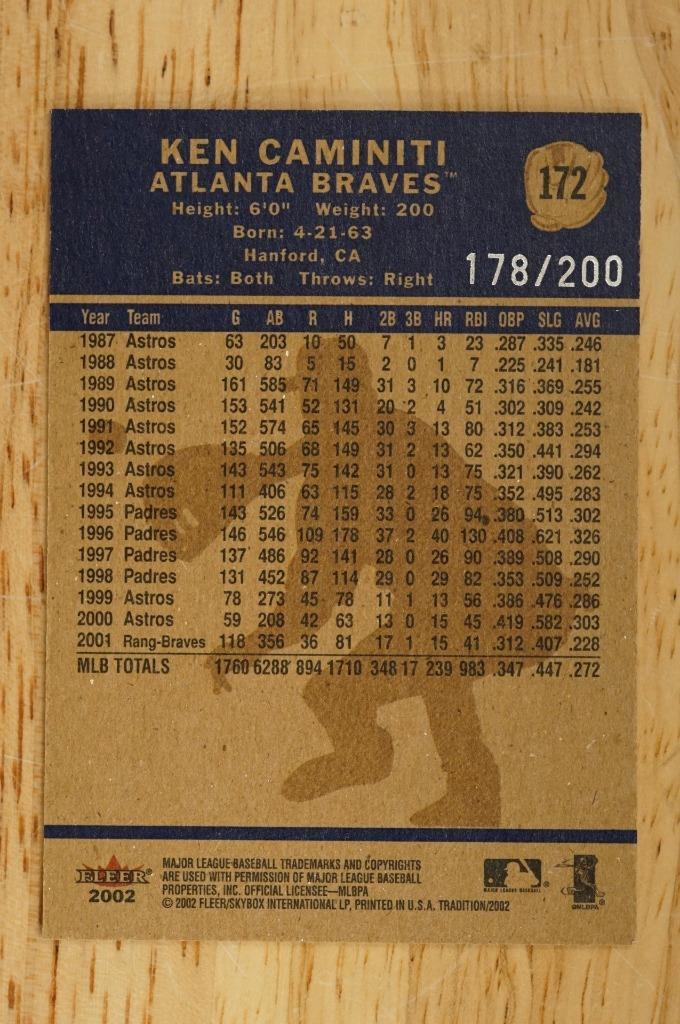 KEN CAMINITI
ATLANTA BRAVES™
172
Height: 6'0" Weight: 200
Born: 4-21-63
Hanford, CA
Bats: Both Throws: Right
178/200
Year Team G AB R H 2B 3B HR RBI OBP SLG AVG
1987 Astros 63 203 10 50 7 1 3 23 .287 .335 .246
1988 Astros 30 83 5 15 2 0 1 7 .225 .241 .181
1989 Astros 161 585 71 149 31 3 10 72 .316 .369 .255
1990 Astros 153 541 52 131 20 2 4 51 .302 .309 .242
1991 Astros 152 574 65 145 30 3 13 80 .312 .383 .253
1992 Astros 135 506 68 149 31 2 13 62 .350 .441 .294
1993 Astros 143 543 75 142 31 0 13 75 .321 .390 .262
1994 Astros 111 406 63 115 28 2 18 75 .352 .495 .283
1995 Padres 143 526 74 159 33 0 26 94 .380 .513 .302
1996 Padres 146 546 109 178 37 2 40 130 .408 .621 .326
1997 Padres 137 486 92 141 28 0 26 90 .389 .508 .290
1998 Padres 131 452 87 114 29 0 29 82 .353 .509 .252
1999 Astros 78 273 45 78 11 1 13 56 .386 .476 .286
2000 Astros 59 208 42 63 13 0 15 45 .419 .582 .303
2001 Rang-Braves 118 356 36 81 17 1 15 41 .312 .407 .228
MLB TOTALS 1760 6288 894 1710 348 17 239 983 .347 .447 .272
FLEER®
2002
MAJOR LEAGUE BASEBALL TRADEMARKS AND COPYRIGHTS
ARE USED WITH PERMISSION OF MAJOR LEAGUE BASEBALL
PROPERTIES, INC. OFFICIAL LICENSEE—MLBPA
© 2002 FLEER/SKYBOX INTERNATIONAL LP, PRINTED IN U.S.A. TRADITION/2002
MAJOR LEAGUE BASEBALL
©MLBPA